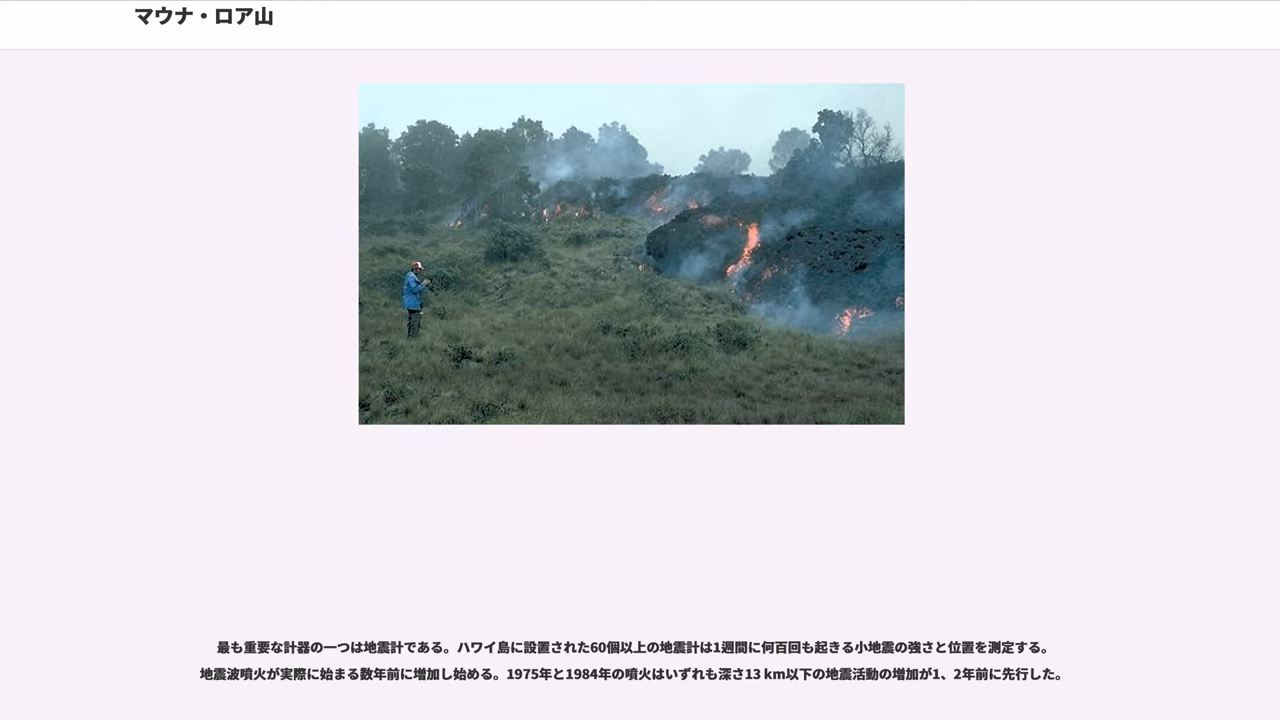 マウナ・ロア山
最も重要な計器の一つは地震計である。ハワイ島に設置された60個以上の地震計は1週間に何百回も起きる小地震の強さと位置を測定する。
地震波噴火が実際に始まる数年前に増加し始める。1975年と1984年の噴火はいずれも深さ13 km以下の地震活動の増加が1、2年前に先行した。